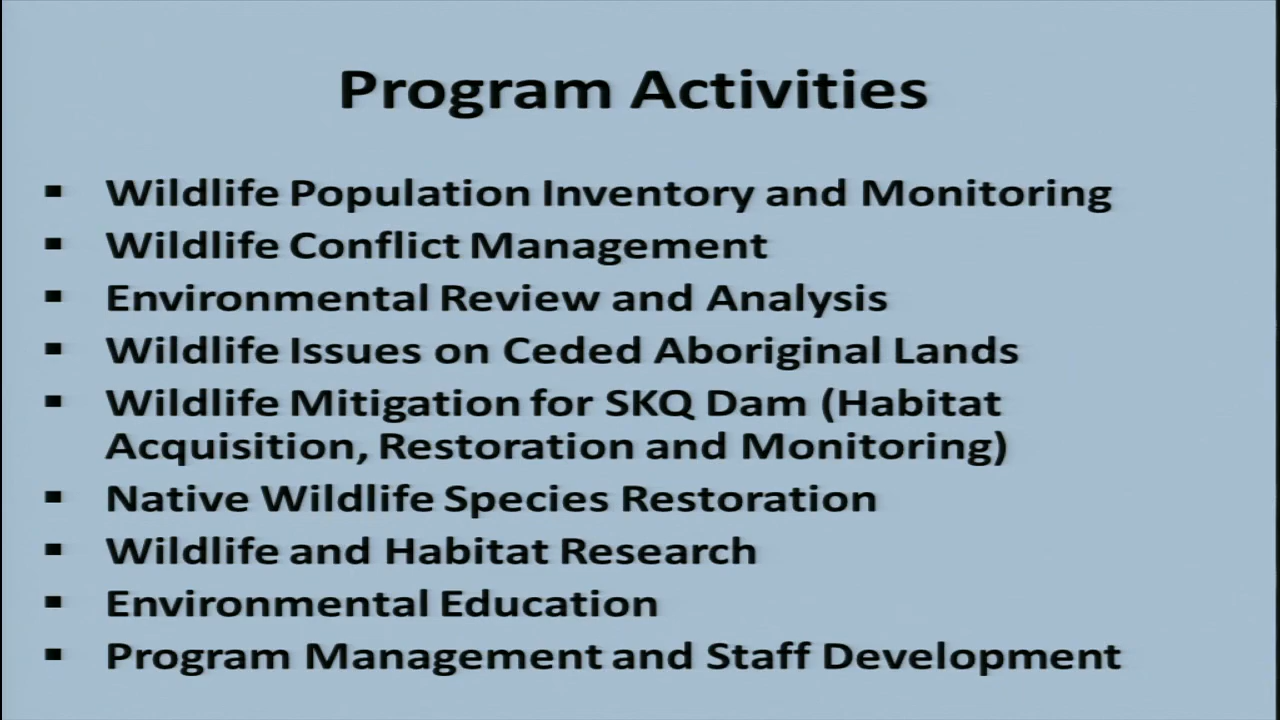 Program Activities
▪ Wildlife Population Inventory and Monitoring
▪ Wildlife Conflict Management
▪ Environmental Review and Analysis
▪ Wildlife Issues on Ceded Aboriginal Lands
▪ Wildlife Mitigation for SKQ Dam (Habitat
Acquisition, Restoration and Monitoring)
▪ Native Wildlife Species Restoration
▪ Wildlife and Habitat Research
▪ Environmental Education
▪ Program Management and Staff Development